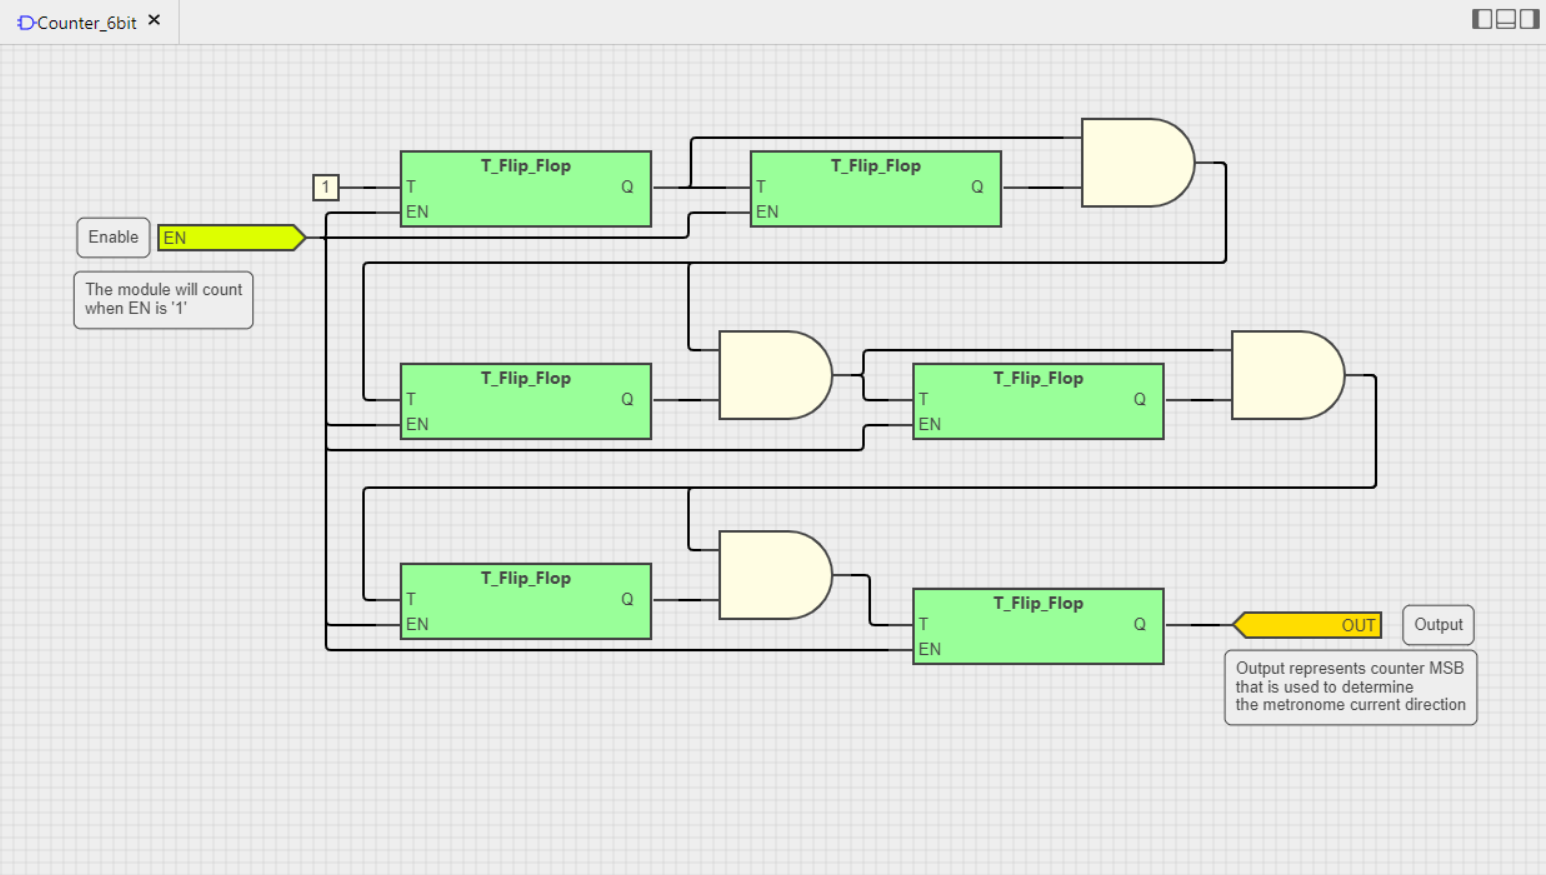 Counter_6bit
T_Flip_Flop
T
Q
EN
T_Flip_Flop
T
Q
EN
1
Enable
EN
The module will count
when EN is '1'
T_Flip_Flop
T
Q
EN
T_Flip_Flop
T
Q
EN
T_Flip_Flop
T
Q
EN
T_Flip_Flop
T
Q
EN
OUT
Output
Output represents counter MSB
that is used to determine
the metronome current direction